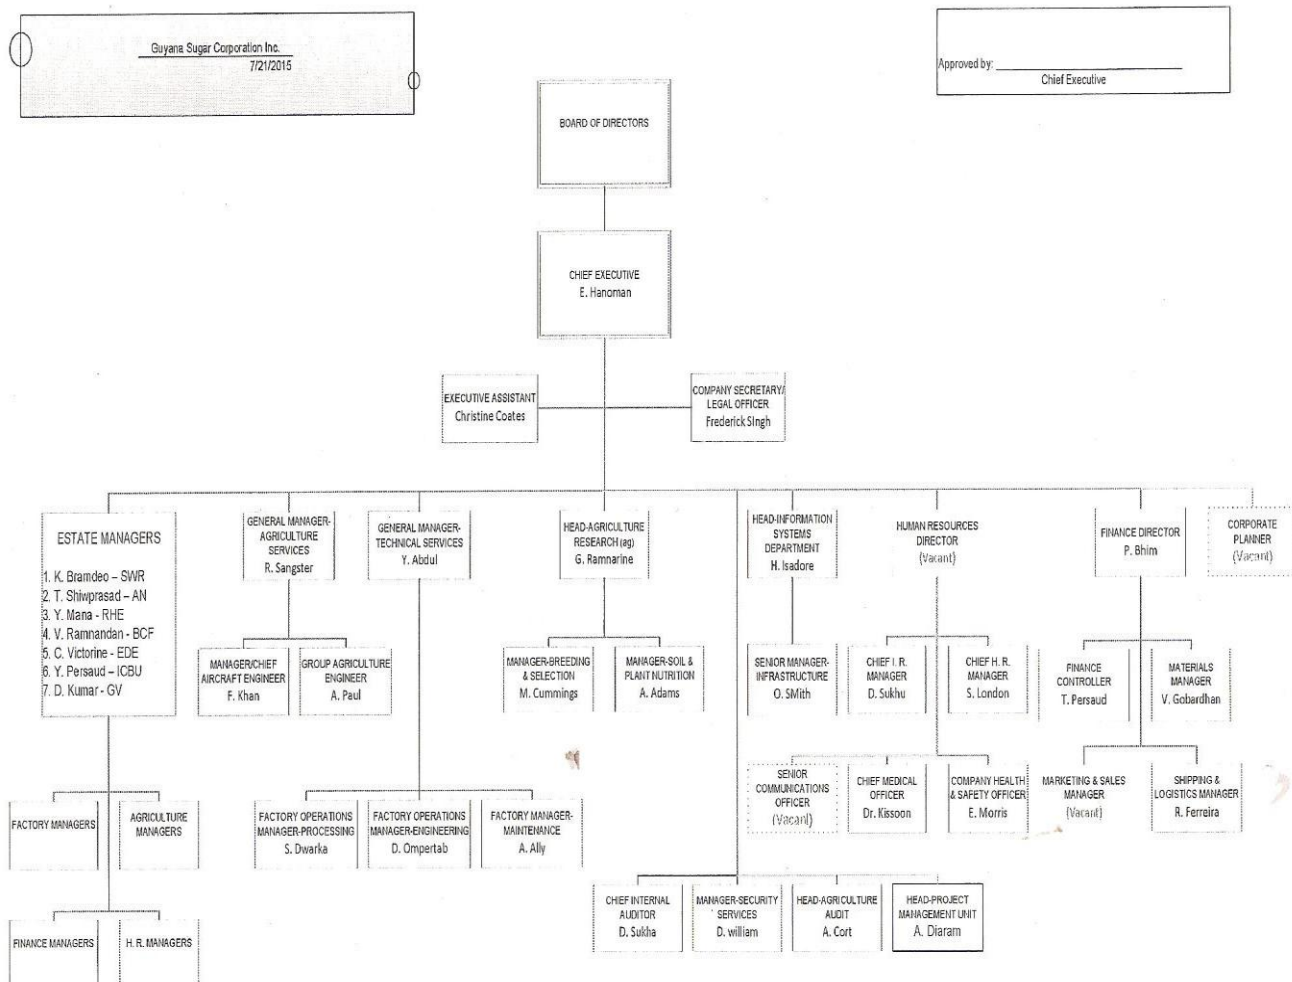 Guyana Sugar Corporation Inc.
7/21/2015
Approved by:
Chief Executive
BOARD OF DIRECTORS
CHIEF EXECUTIVE
E. Hanoman
EXECUTIVE ASSISTANT
Christine Coates
COMPANY SECRETARY/
LEGAL OFFICER
Frederick SIngh
ESTATE MANAGERS
1. K. Bramdeo – SWR
2. T. Shiwprasad – AN
3. Y. Mana - RHE
4. V. Ramnandan - BCF
5. C. Victorine - EDE
6. Y. Persaud – ICBU
7. D. Kumar - GV
GENERAL MANAGER-
AGRICULTURE
SERVICES
R. Sangster
GENERAL MANAGER-
TECHNICAL SERVICES
Y. Abdul
HEAD-AGRICULTURE
RESEARCH (ag)
G. Ramnarine
HEAD-INFORMATION
SYSTEMS
DEPARTMENT
H. Isadore
HUMAN RESOURCES
DIRECTOR
(Vacant)
FINANCE DIRECTOR
P. Bhim
CORPORATE
PLANNER
(Vacant)
MANAGER/CHIEF
AIRCRAFT ENGINEER
F. Khan
GROUP AGRICULTURE
ENGINEER
A. Paul
MANAGER-BREEDING
& SELECTION
M. Cummings
MANAGER-SOIL &
PLANT NUTRITION
A. Adams
SENIOR MANAGER-
INFRASTRUCTURE
O. SMith
CHIEF I. R.
MANAGER
D. Sukhu
CHIEF H. R.
MANAGER
S. London
FINANCE
CONTROLLER
T. Persaud
MATERIALS
MANAGER
V. Gobardhan
FACTORY MANAGERS
AGRICULTURE
MANAGERS
FACTORY OPERATIONS
MANAGER-PROCESSING
S. Dwarka
FACTORY OPERATIONS
MANAGER-ENGINEERING
D. Ompertab
FACTORY MANAGER-
MAINTENANCE
A. Ally
SENIOR
COMMUNICATIONS
OFFICER
(Vacant)
CHIEF MEDICAL
OFFICER
Dr. Kissoon
COMPANY HEALTH
& SAFETY OFFICER
E. Morris
MARKETING & SALES
MANAGER
(Vacant)
SHIPPING &
LOGISTICS MANAGER
R. Ferreira
FINANCE MANAGERS
H. R. MANAGERS
CHIEF INTERNAL
AUDITOR
D. Sukha
MANAGER-SECURITY
SERVICES
D. william
HEAD-AGRICULTURE
AUDIT
A. Cort
HEAD-PROJECT
MANAGEMENT UNIT
A. Diaram